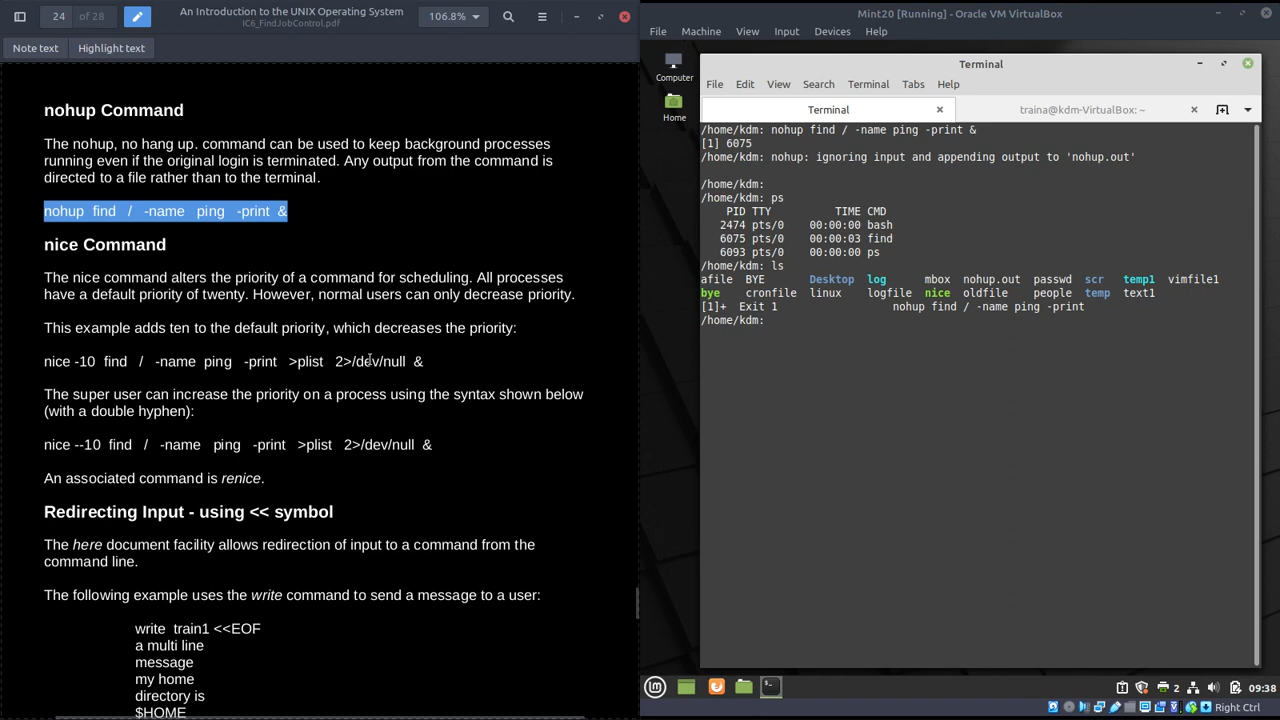 24 of 28
An Introduction to the UNIX Operating System
IC6_FindJobControl.pdf
106.8%
Note text Highlight text
nohup Command
The nohup, no hang up. command can be used to keep background processes
running even if the original login is terminated. Any output from the command is
directed to a file rather than to the terminal.
nohup find / -name ping -print &
nice Command
The nice command alters the priority of a command for scheduling. All processes
have a default priority of twenty. However, normal users can only decrease priority.
This example adds ten to the default priority, which decreases the priority:
nice -10 find / -name ping -print >plist 2>/dev/null &
The super user can increase the priority on a process using the syntax shown below
(with a double hyphen):
nice --10 find / -name ping -print >plist 2>/dev/null &
An associated command is renice.
Redirecting Input - using << symbol
The here document facility allows redirection of input to a command from the
command line.
The following example uses the write command to send a message to a user:
write train1 <<EOF
a multi line
message
my home
directory is
$HOME
Mint20 [Running] - Oracle VM VirtualBox
File Machine View Input Devices Help
Computer
Home
Terminal
File Edit View Search Terminal Tabs Help
Terminal
traina@kdm-VirtualBox: ~
/home/kdm: nohup find / -name ping -print &
[1] 6075
/home/kdm: nohup: ignoring input and appending output to 'nohup.out'
/home/kdm:
/home/kdm: ps
PID TTY TIME CMD
2474 pts/0 00:00:00 bash
6075 pts/0 00:00:03 find
6093 pts/0 00:00:00 ps
/home/kdm: ls
afile BYE Desktop log mbox nohup.out passwd scr temp1 vimfile1
bye cronfile linux logfile nice oldfile people temp text1
[1]+ Exit 1 nohup find / -name ping -print
/home/kdm:
2 09:38
Right Ctrl